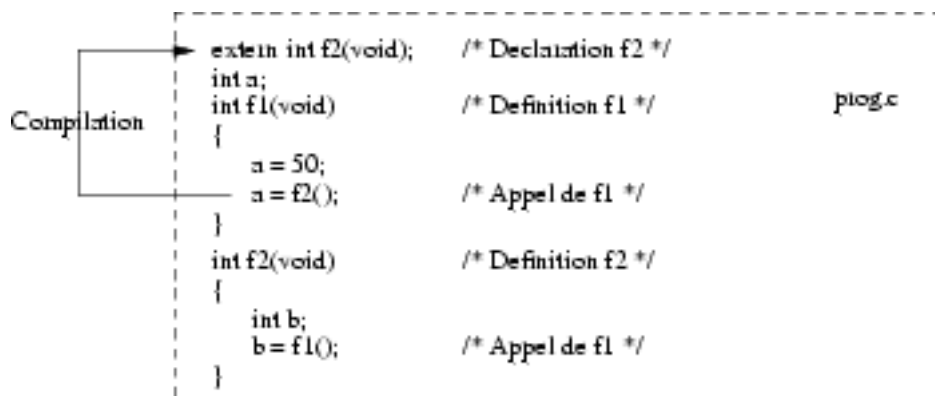 extern int f2(void); /* Declaration f2 */
int a;
int f1(void) /* Definition f1 */
prog.c
Compilation
{
a = 50;
a = f2(); /* Appel de f1 */
}
int f2(void) /* Definition f2 */
{
int b;
b = f1(); /* Appel de f1 */
}